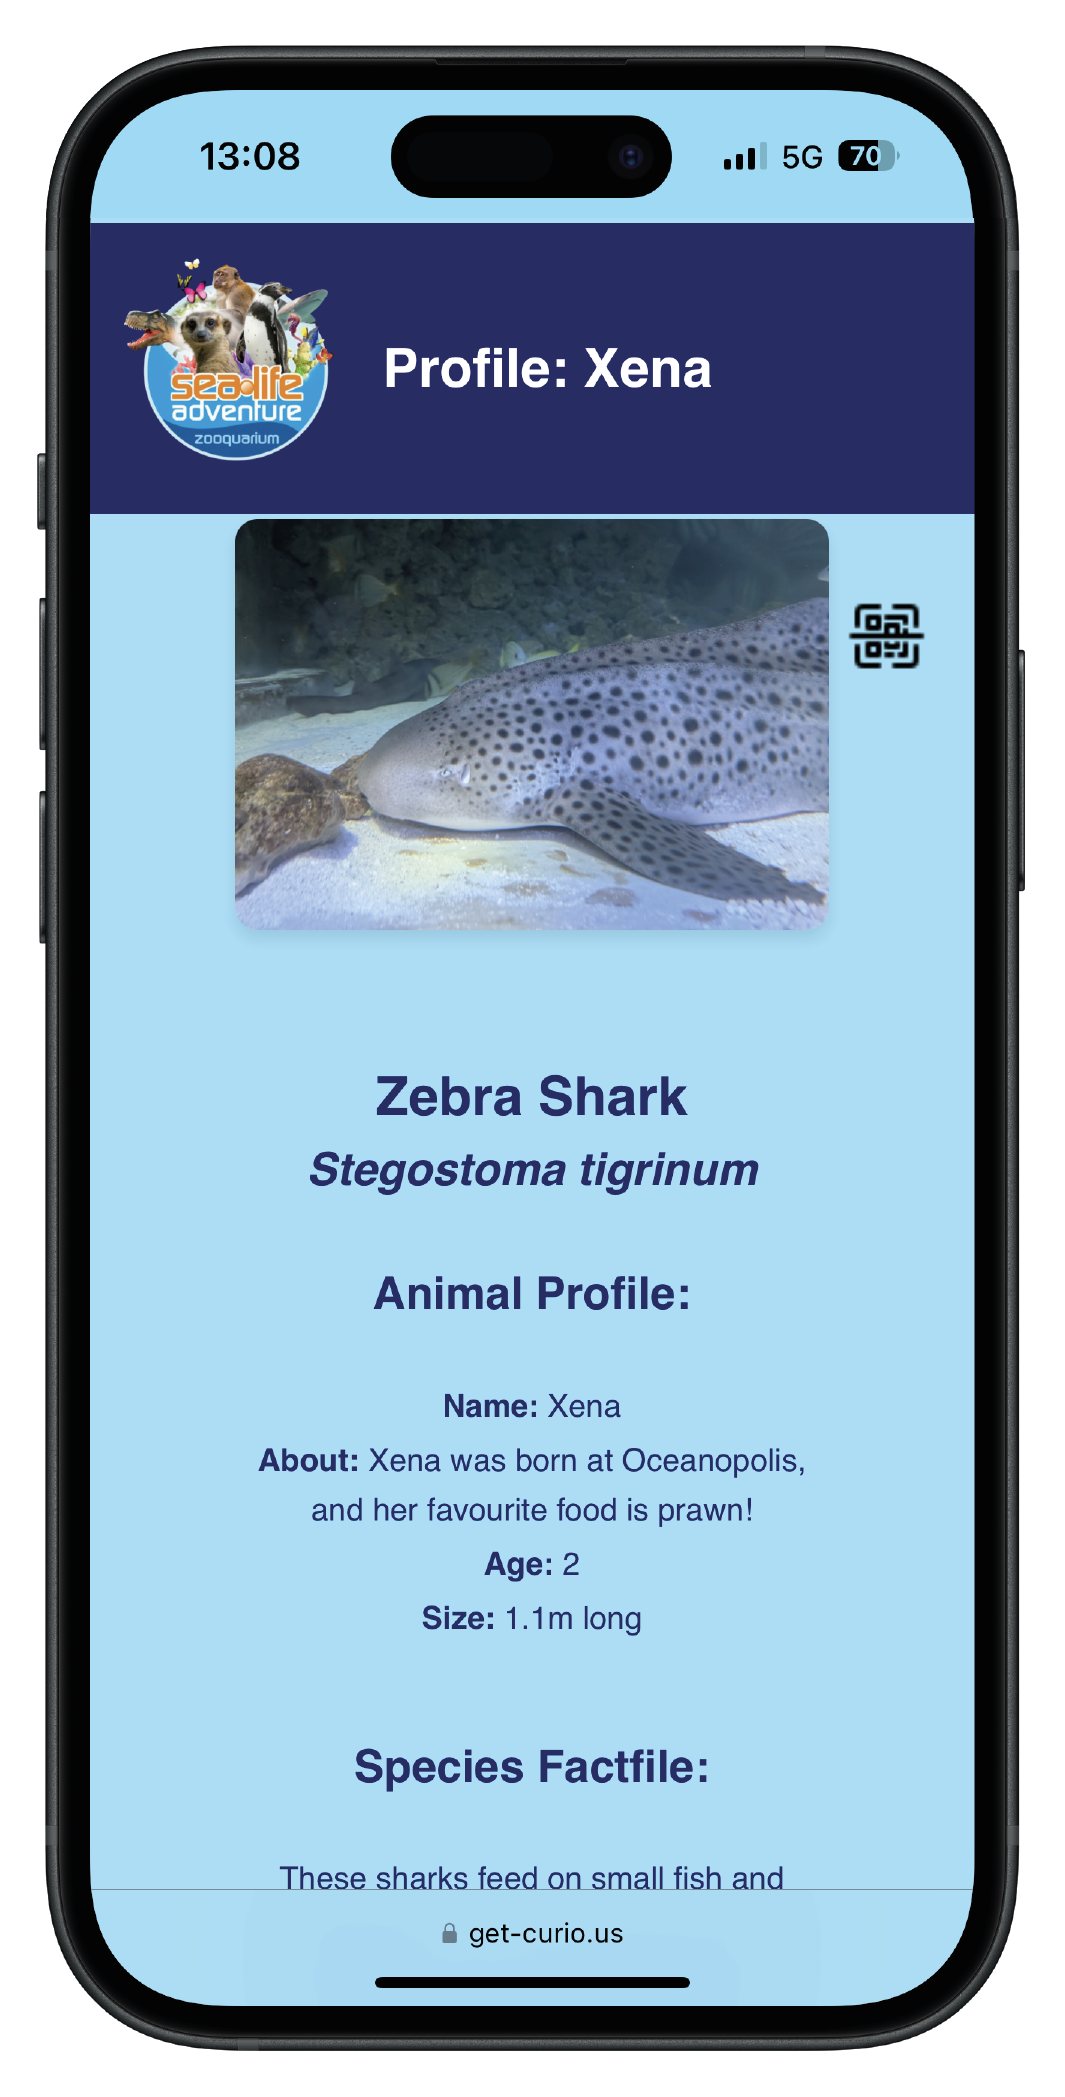 13:08
5G
70
sea life
adventure
zooquarium
Profile: Xena
Zebra Shark
Stegostoma tigrinum
Animal Profile:
Name: Xena
About: Xena was born at Oceanopolis,
and her favourite food is prawn!
Age: 2
Size: 1.1m long
Species Factfile:
These sharks feed on small fish and
get-curio.us